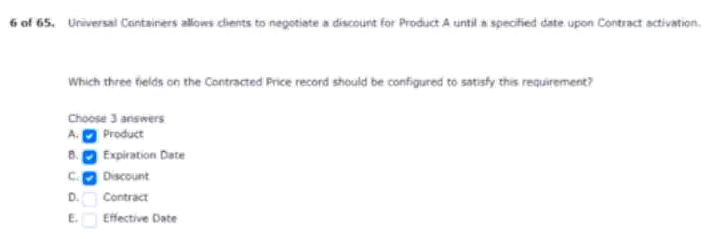 6 of 65. Universal Containers allows clients to negotiate a discount for Product A until a specified date upon Contract activation.
Which three fields on the Contracted Price record should be configured to satisfy this requirement?
Choose 3 answers
A. Product
B. Expiration Date
C. Discount
D. Contract
E. Effective Date